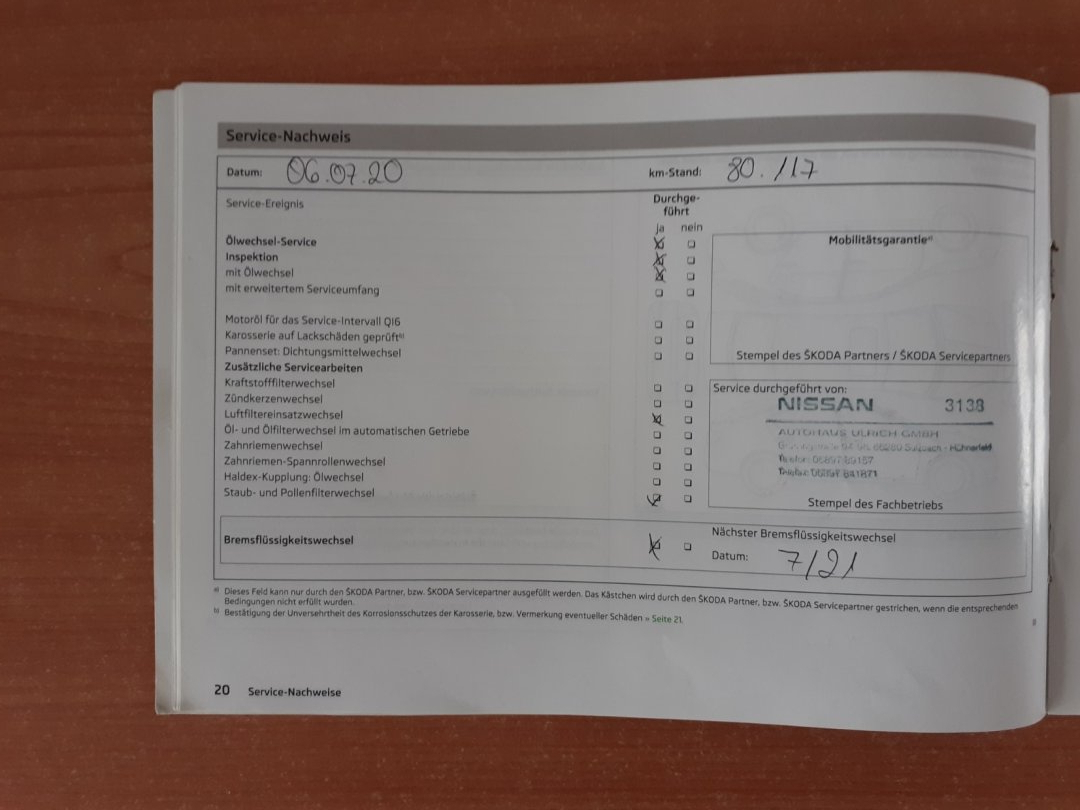 Service-Nachweis
Datum: 06.07.20 km-Stand: 80.117
Service-Ereignis Durchge-
führt
ja nein
Ölwechsel-Service
Inspektion
mit Ölwechsel
mit erweitertem Serviceumfang
Motoröl für das Service-Intervall QI6
Karosserie auf Lackschäden geprüft b)
Pannenset: Dichtungsmittelwechsel
Zusätzliche Servicearbeiten
Kraftstofffilterwechsel
Zündkerzenwechsel
Luftfiltereinsatzwechsel
Öl- und Ölfilterwechsel im automatischen Getriebe
Zahnriemenwechsel
Zahnriemen-Spannrollenwechsel
Haldex-Kupplung: Ölwechsel
Staub- und Pollenfilterwechsel
Mobilitätsgarantie a)
Stempel des ŠKODA Partners / ŠKODA Servicepartners
Service durchgeführt von:
NISSAN 3138
AUTOHAUS ULRICH GMBH
Stempel des Fachbetriebs
Bremsflüssigkeitswechsel
Nächster Bremsflüssigkeitswechsel
Datum: 7/21
a) Dieses Feld kann nur durch den ŠKODA Partner, bzw. ŠKODA Servicepartner ausgefüllt werden. Das Kästchen wird durch den ŠKODA Partner, bzw. ŠKODA Servicepartner gestrichen, wenn die entsprechenden
Bedingungen nicht erfüllt wurden.
b) Bestätigung der Unversehrtheit des Korrosionsschutzes der Karosserie, bzw. Vermerkung eventueller Schäden » Seite 21.
20 Service-Nachweise